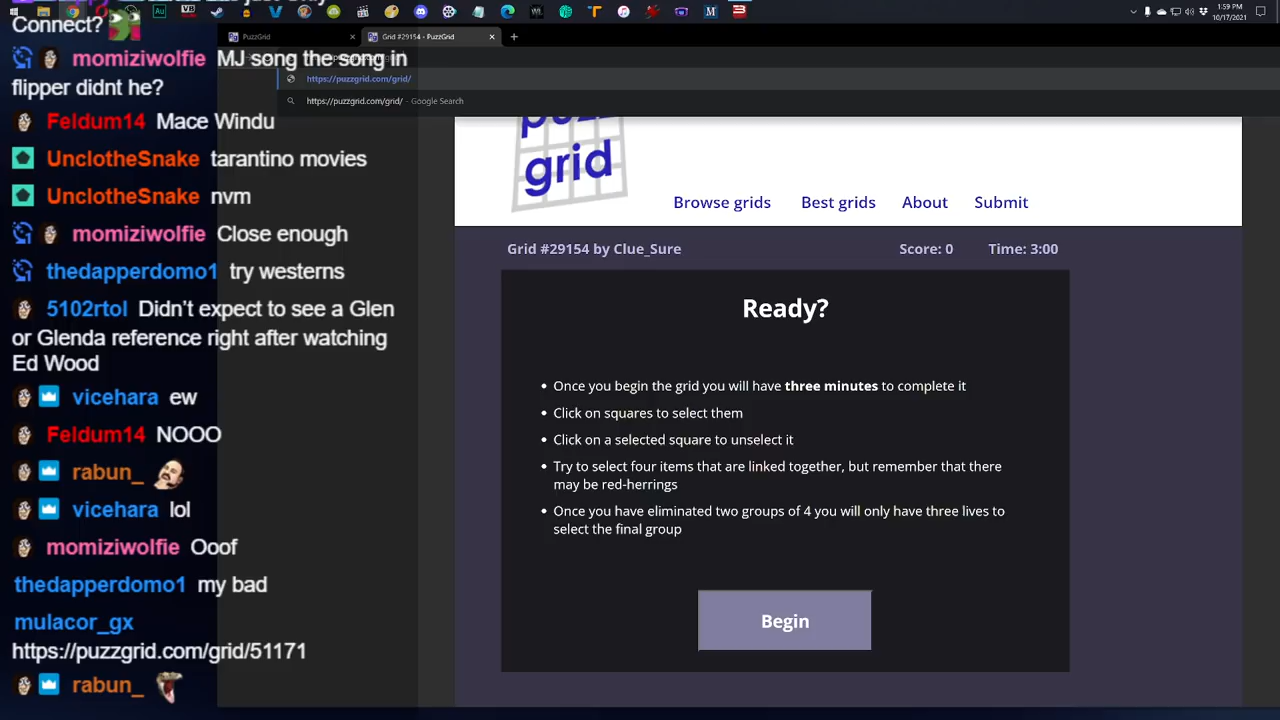 Connect?
momiziwolfie MJ song the song in
flipper didnt he?
Feldum14 Mace Windu
UnclotheSnake tarantino movies
UnclotheSnake nvm
momiziwolfie Close enough
thedapperdomo1 try westerns
5102rtol Didn't expect to see a Glen
or Glenda reference right after watching
Ed Wood
vicehara ew
Feldum14 NOOO
rabun_
vicehara lol
momiziwolfie Ooof
thedapperdomo1 my bad
mulacor_gx
https://puzzgrid.com/grid/51171
rabun_
1:59 PM
10/17/2021
PuzzGrid
Grid #29154 - PuzzGrid
https://puzzgrid.com/grid/
https://puzzgrid.com/grid/ - Google Search
puzz
grid
Browse grids Best grids About Submit
Grid #29154 by Clue_Sure Score: 0 Time: 3:00
Ready?
• Once you begin the grid you will have three minutes to complete it
• Click on squares to select them
• Click on a selected square to unselect it
• Try to select four items that are linked together, but remember that there
may be red-herrings
• Once you have eliminated two groups of 4 you will only have three lives to
select the final group
Begin